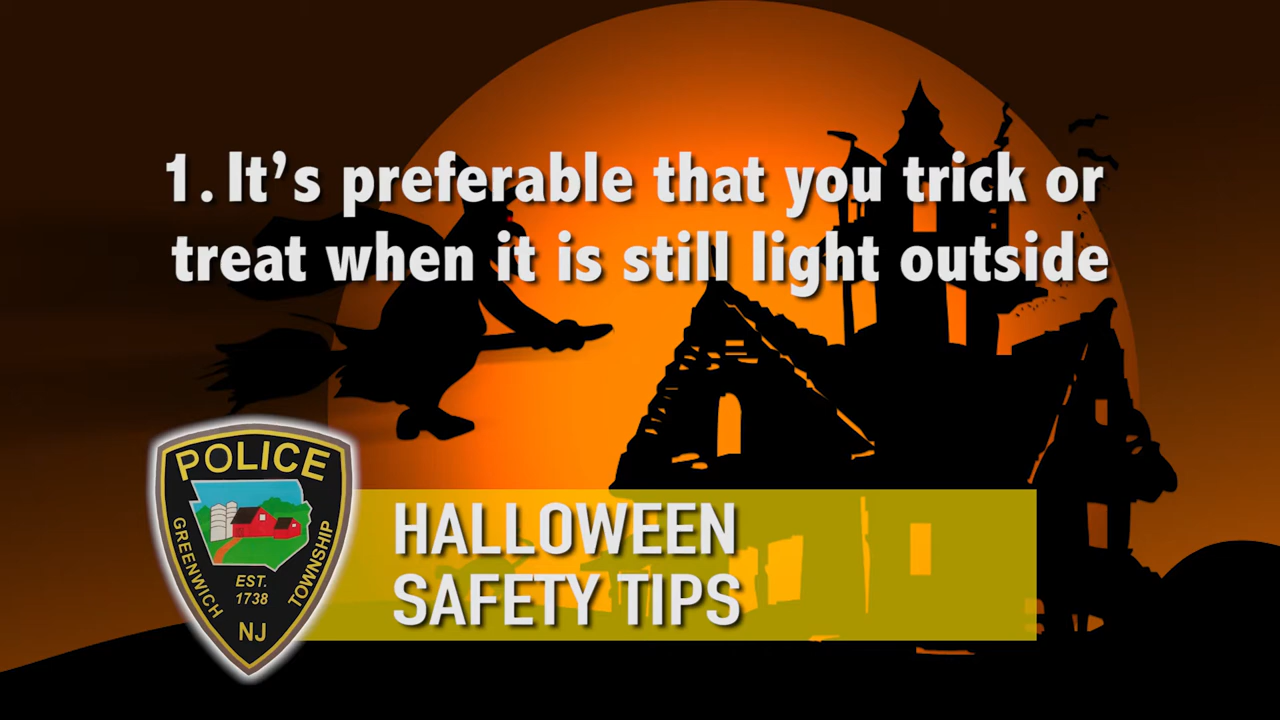 1. It's preferable that you trick or
treat when it is still light outside
POLICE
GREENWICH
TOWNSHIP
EST.
1738
NJ
HALLOWEEN
SAFETY TIPS